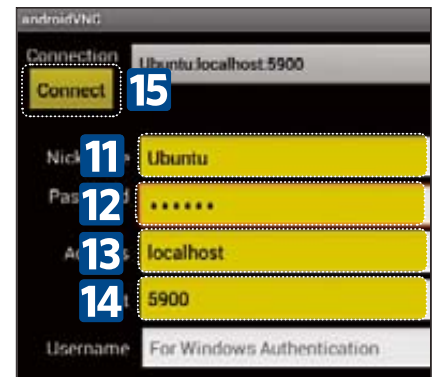 androidVNC
Connection Ubuntu:localhost:5900
Connect 15
11 Ubuntu
12 ••••••
13 localhost
14 5900
Username For Windows Authentication